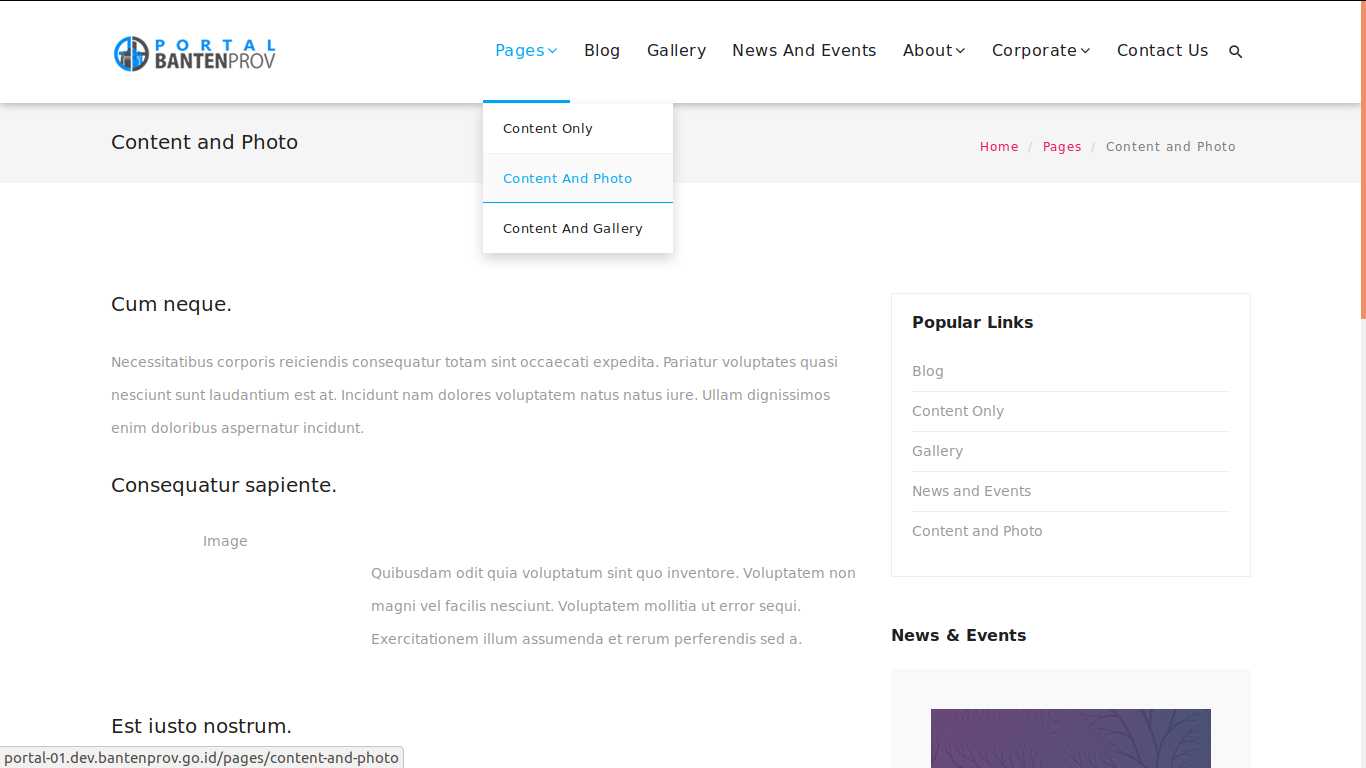 PORTAL
BANTENPROV
Pages
Blog
Gallery
News And Events
About
Corporate
Contact Us
Content Only
Content And Photo
Content And Gallery
Content and Photo
Home / Pages / Content and Photo
Cum neque.
Necessitatibus corporis reiciendis consequatur totam sint occaecati expedita. Pariatur voluptates quasi
nesciunt sunt laudantium est at. Incidunt nam dolores voluptatem natus natus iure. Ullam dignissimos
enim doloribus aspernatur incidunt.
Consequatur sapiente.
Image
Quibusdam odit quia voluptatum sint quo inventore. Voluptatem non
magni vel facilis nesciunt. Voluptatem mollitia ut error sequi.
Exercitationem illum assumenda et rerum perferendis sed a.
Est iusto nostrum.
Popular Links
Blog
Content Only
Gallery
News and Events
Content and Photo
News & Events
portal-01.dev.bantenprov.go.id/pages/content-and-photo